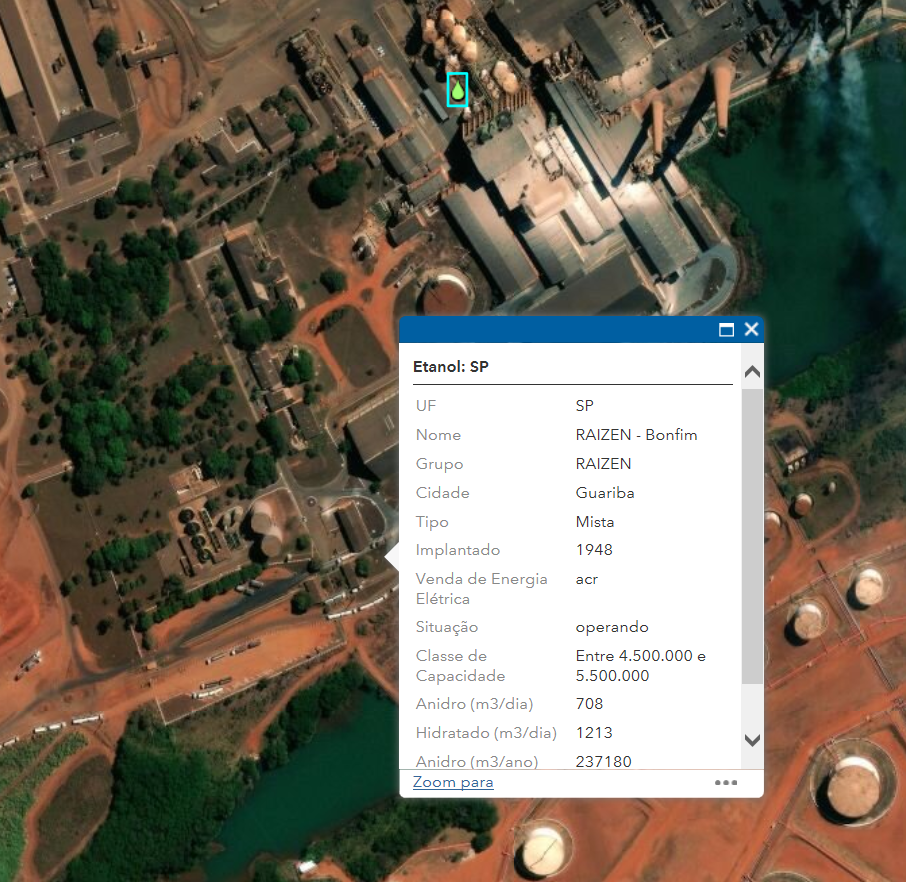 Etanol: SP
UF SP
Nome RAIZEN - Bonfim
Grupo RAIZEN
Cidade Guariba
Tipo Mista
Implantado 1948
Venda de Energia Elétrica acr
Situação operando
Classe de Capacidade Entre 4.500.000 e 5.500.000
Anidro (m3/dia) 708
Hidratado (m3/dia) 1213
Anidro (m3/ano) 237180
Zoom para